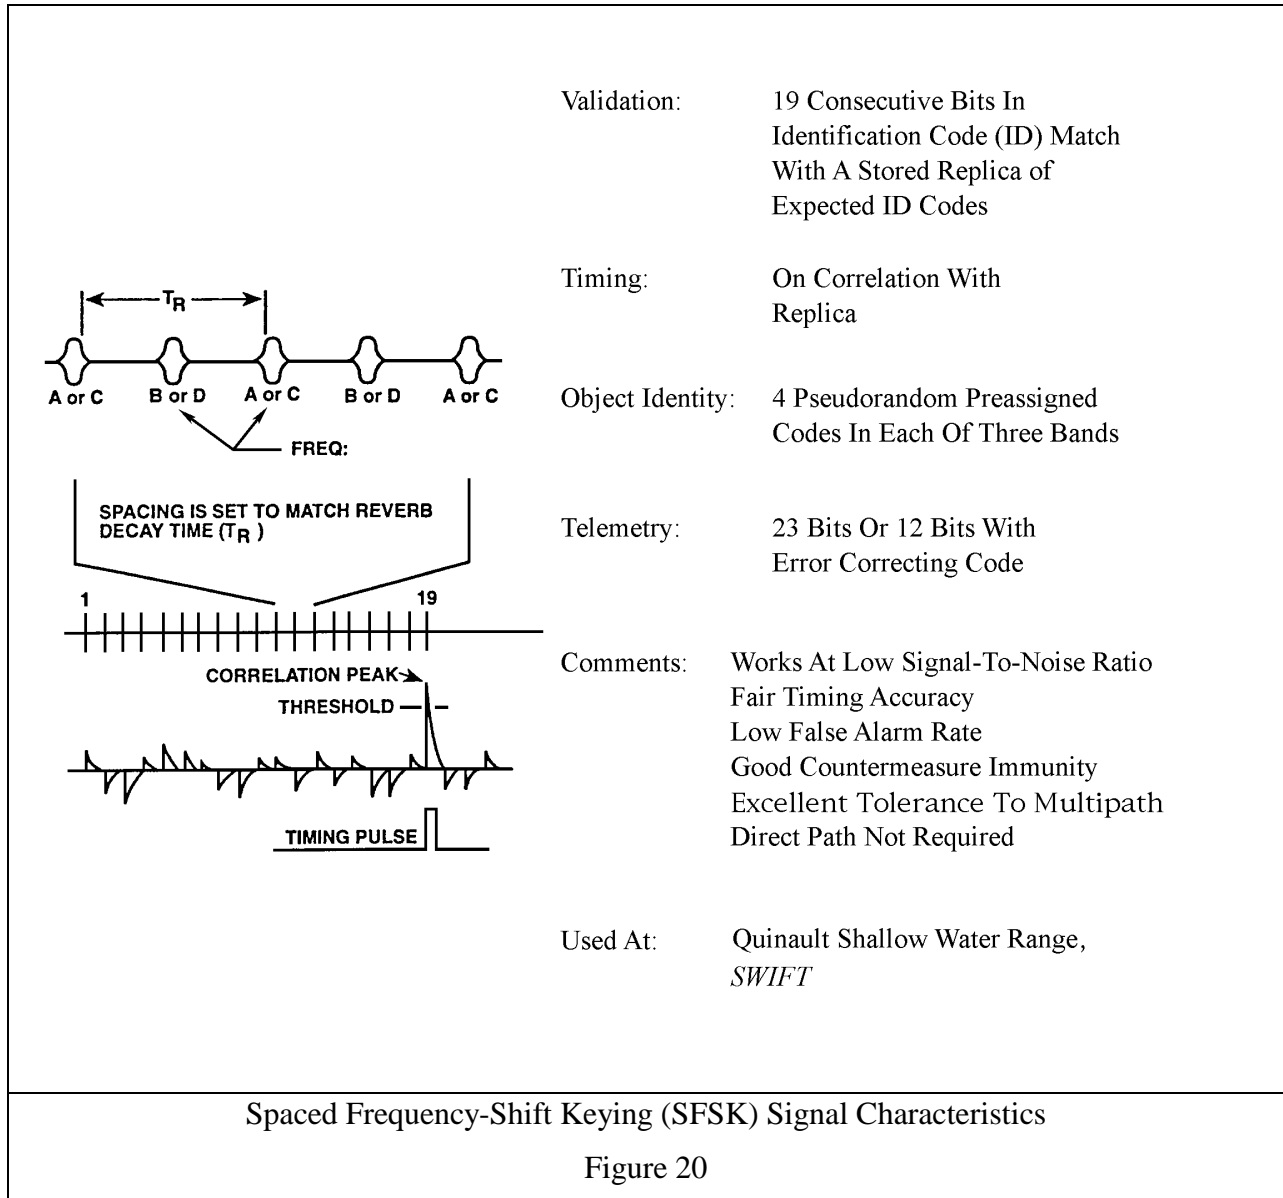 Validation: 19 Consecutive Bits In
Identification Code (ID) Match
With A Stored Replica of
Expected ID Codes
Timing: On Correlation With
Replica
Object Identity: 4 Pseudorandom Preassigned
Codes In Each Of Three Bands
Telemetry: 23 Bits Or 12 Bits With
Error Correcting Code
Comments: Works At Low Signal-To-Noise Ratio
Fair Timing Accuracy
Low False Alarm Rate
Good Countermeasure Immunity
Excellent Tolerance To Multipath
Direct Path Not Required
Used At: Quinault Shallow Water Range,
SWIFT
TR
A or C B or D A or C B or D A or C
FREQ:
SPACING IS SET TO MATCH REVERB
DECAY TIME (TR)
1 19
CORRELATION PEAK
THRESHOLD
TIMING PULSE
Spaced Frequency-Shift Keying (SFSK) Signal Characteristics
Figure 20